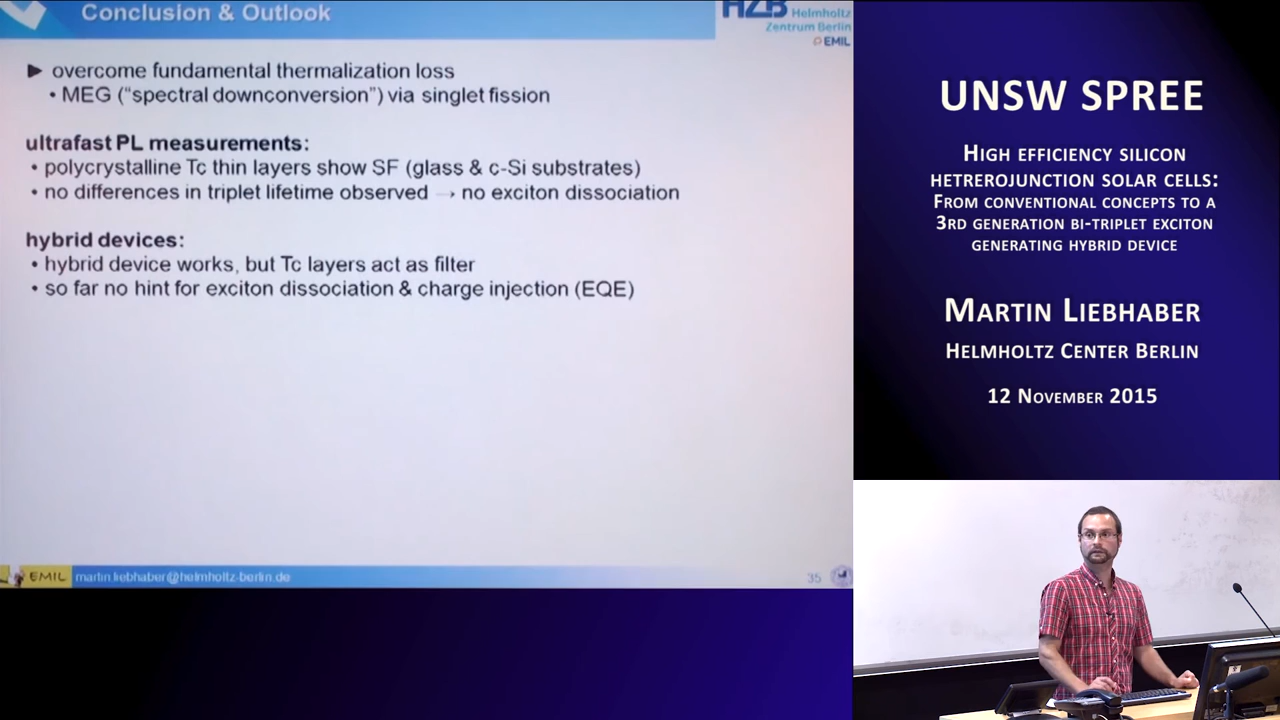 Conclusion & Outlook
HZB Helmholtz
Zentrum Berlin
EMIL
overcome fundamental thermalization loss
• MEG (“spectral downconversion”) via singlet fission
ultrafast PL measurements:
• polycrystalline Tc thin layers show SF (glass & c-Si substrates)
• no differences in triplet lifetime observed → no exciton dissociation
hybrid devices:
• hybrid device works, but Tc layers act as filter
• so far no hint for exciton dissociation & charge injection (EQE)
EMIL martin.liebhaber@helmholtz-berlin.de 35
UNSW SPREE
High efficiency silicon
hetrerojunction solar cells:
From conventional concepts to a
3rd generation bi-triplet exciton
generating hybrid device
Martin Liebhaber
Helmholtz Center Berlin
12 November 2015